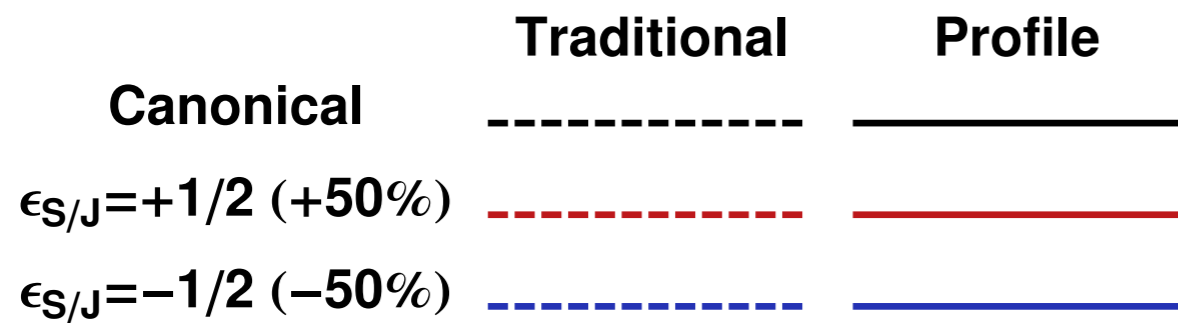 Traditional Profile
Canonical
ϵS/J=+1/2 (+50%)
ϵS/J=−1/2 (−50%)